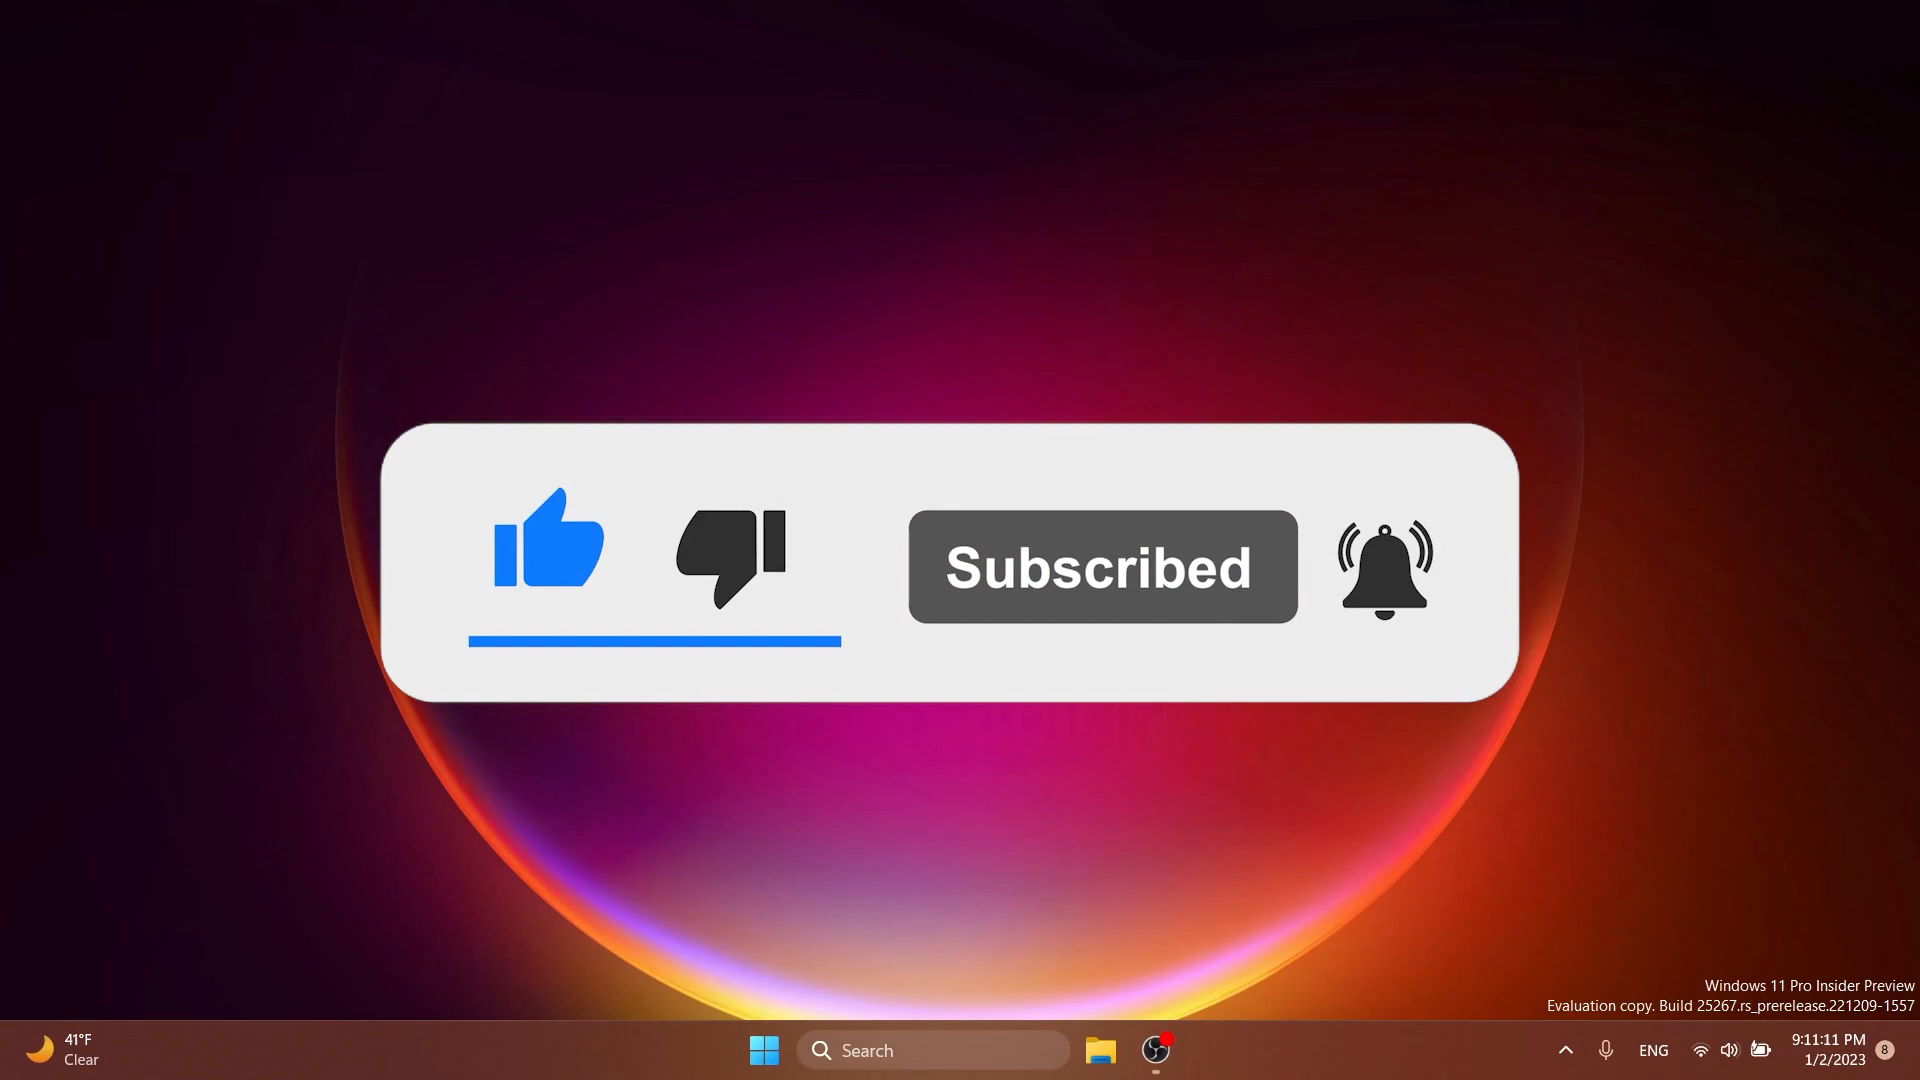 Subscribed
Windows 11 Pro Insider Preview
Evaluation copy. Build 25267.rs_prerelease.221209-1557
41°F
Clear
Search
ENG
9:11:11 PM
1/2/2023
8